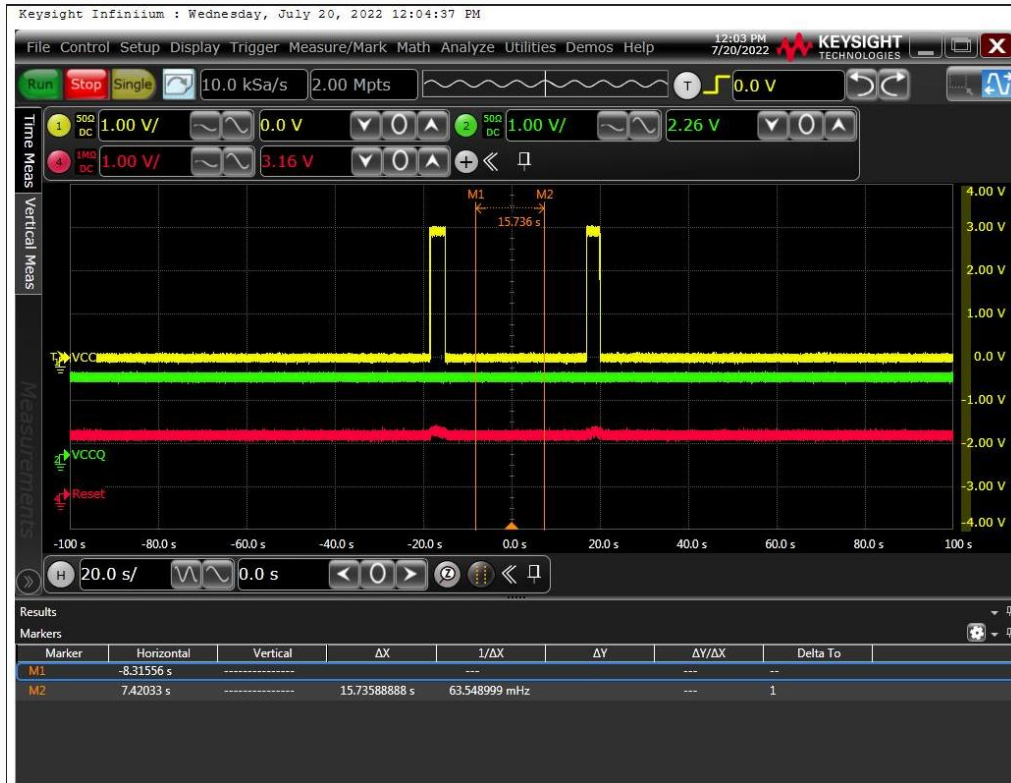 Keysight Infiniium : Wednesday, July 20, 2022 12:04:37 PM
File Control Setup Display Trigger Measure/Mark Math Analyze Utilities Demos Help
12:03 PM
7/20/2022
KEYSIGHT
TECHNOLOGIES
X
Run Stop Single 10.0 kSa/s 2.00 Mpts T 0.0 V
1 50Ω DC 1.00 V/ 0.0 V 0 2 50Ω DC 1.00 V/ 2.26 V 0
4 1MΩ DC 1.00 V/ 3.16 V 0 +
Time Meas
Vertical Meas
Measurements
M1 M2
15.736 s
4.00 V
3.00 V
2.00 V
1.00 V
0.0 V
-1.00 V
-2.00 V
-3.00 V
-4.00 V
VCC
2 VCCQ
4 Reset
-100 s -80.0 s -60.0 s -40.0 s -20.0 s 0.0 s 20.0 s 40.0 s 60.0 s 80.0 s 100 s
H 20.0 s/ 0.0 s 0 Z
Results
Markers
Marker Horizontal Vertical ΔX 1/ΔX ΔY ΔY/ΔX Delta To
M1 -8.31556 s -------------- --- --- --
M2 7.42033 s -------------- 15.73588888 s 63.548999 mHz --- 1